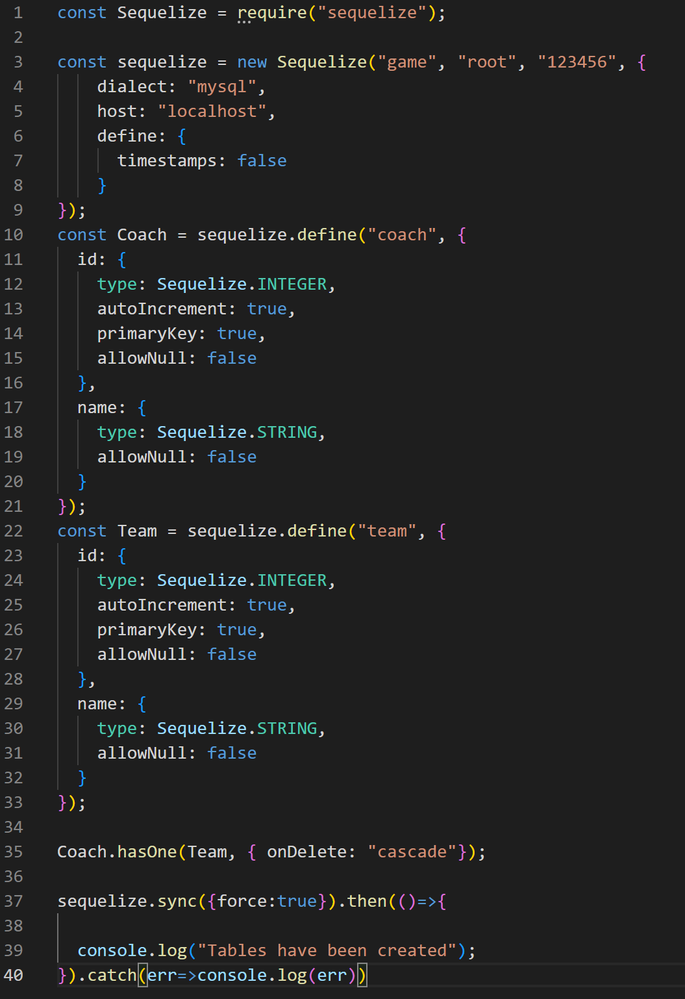 1 const Sequelize = require("sequelize");
2
3 const sequelize = new Sequelize("game", "root", "123456", {
4     dialect: "mysql",
5     host: "localhost",
6     define: {
7       timestamps: false
8     }
9 });
10 const Coach = sequelize.define("coach", {
11   id: {
12     type: Sequelize.INTEGER,
13     autoIncrement: true,
14     primaryKey: true,
15     allowNull: false
16   },
17   name: {
18     type: Sequelize.STRING,
19     allowNull: false
20   }
21 });
22 const Team = sequelize.define("team", {
23   id: {
24     type: Sequelize.INTEGER,
25     autoIncrement: true,
26     primaryKey: true,
27     allowNull: false
28   },
29   name: {
30     type: Sequelize.STRING,
31     allowNull: false
32   }
33 });
34
35 Coach.hasOne(Team, { onDelete: "cascade"});
36
37 sequelize.sync({force:true}).then(()=>{
38
39   console.log("Tables have been created");
40 }).catch(err=>console.log(err))